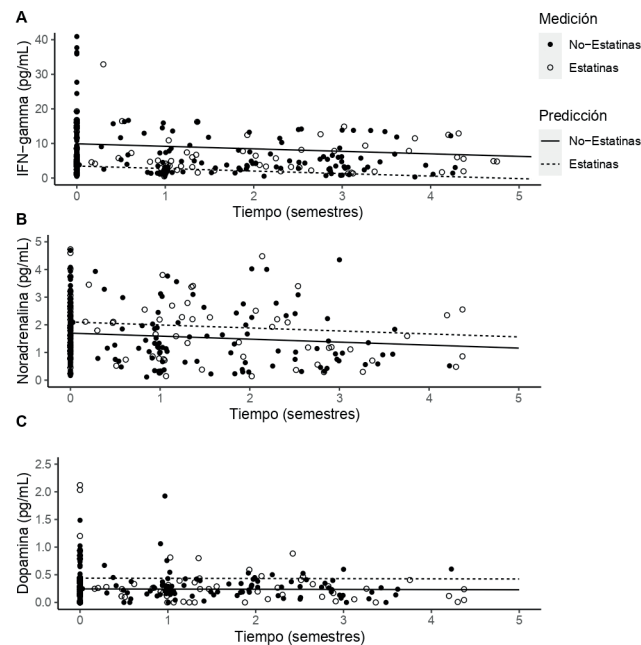 A
IFN−gamma (pg/mL)
40
30
20
10
0
0 1 2 3 4 5
Tiempo (semestres)
Medición
No−Estatinas
Estatinas
Predicción
No−Estatinas
Estatinas
B
Noradrenalina (pg/mL)
5
4
3
2
1
0
0 1 2 3 4 5
Tiempo (semestres)
C
Dopamina (pg/mL)
2.5
2.0
1.5
1.0
0.5
0.0
0 1 2 3 4 5
Tiempo (semestres)